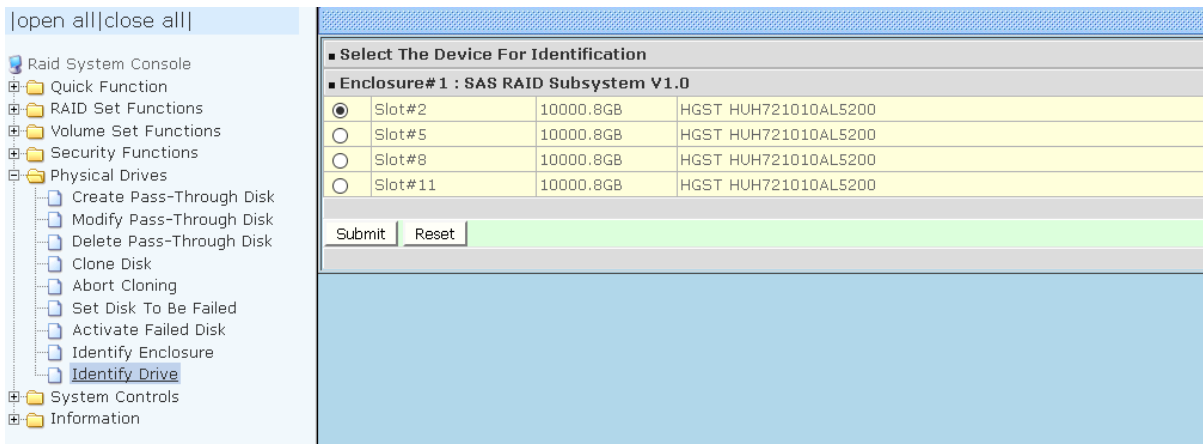 |open all|close all|
Raid System Console
Quick Function
RAID Set Functions
Volume Set Functions
Security Functions
Physical Drives
Create Pass-Through Disk
Modify Pass-Through Disk
Delete Pass-Through Disk
Clone Disk
Abort Cloning
Set Disk To Be Failed
Activate Failed Disk
Identify Enclosure
Identify Drive
System Controls
Information
Select The Device For Identification
Enclosure#1 : SAS RAID Subsystem V1.0
Slot#2 10000.8GB HGST HUH721010AL5200
Slot#5 10000.8GB HGST HUH721010AL5200
Slot#8 10000.8GB HGST HUH721010AL5200
Slot#11 10000.8GB HGST HUH721010AL5200
Submit Reset